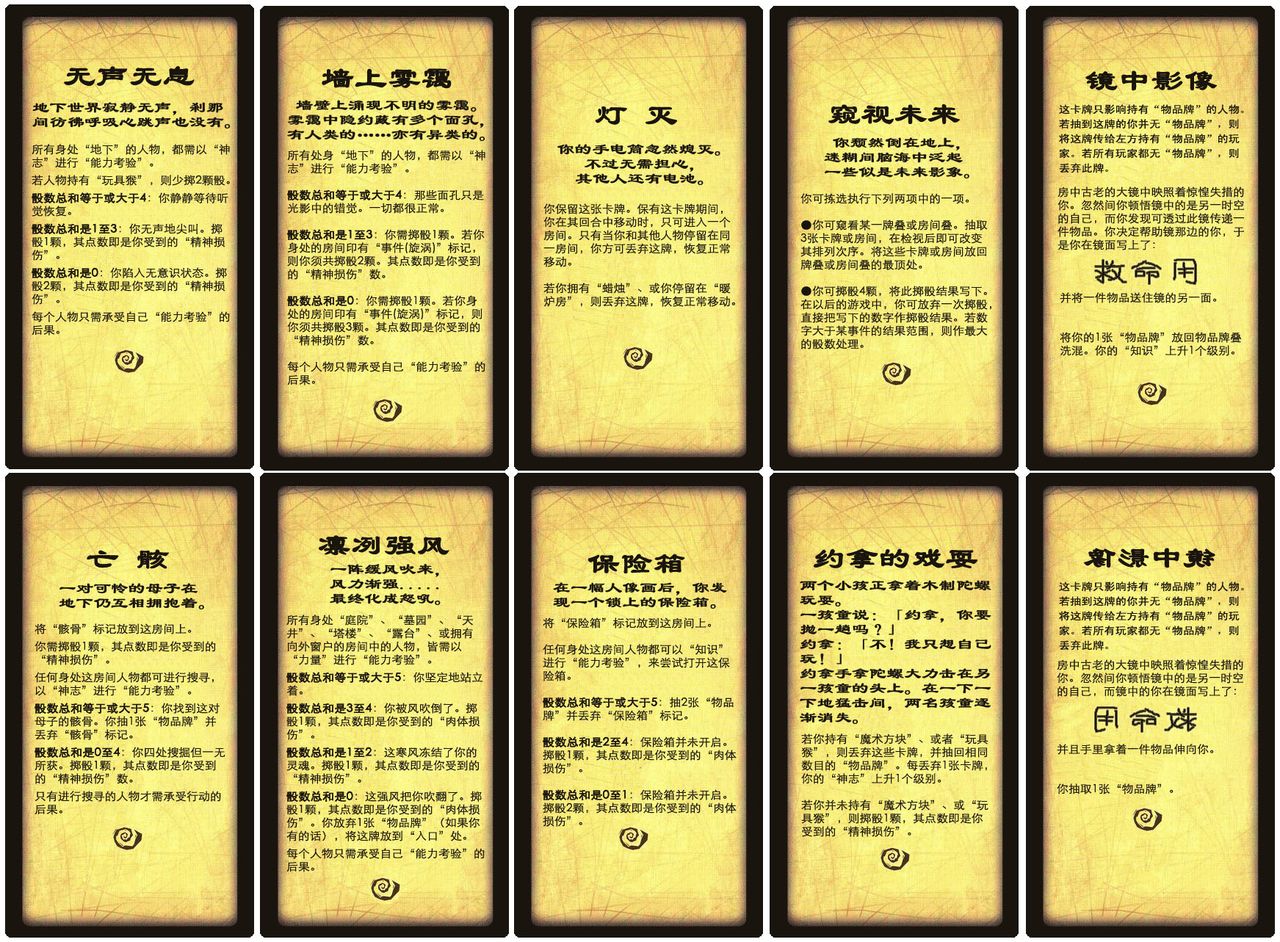 无声无息
地下世界寂静无声，刹那
间彷彿呼吸心跳声也没有。
所有身处“地下”的人物，都需以“神
志”进行“能力考验”。
若人物持有“玩具猴”，则少掷2颗骰。
骰数总和等于或大于4：你静静等待听
觉恢复。
骰数总和是1至3：你无声地尖叫。掷
骰1颗，其点数即是你受到的“精神损
伤”。
骰数总和是0：你陷人无意识状态。掷
骰2颗，其点数即是你受到的“精神损
伤”。
每个人物只需承受自己“能力考验”的
后果。
墙上雾霭
墙壁上涌现不明的雾霭。
雾霭中隐约藏有多个面孔，
有人类的⋯⋯亦有异类的。
所有处身“地下”的人物，都需以“神
志”进行“能力考验”。
骰数总和等于或大于4：那些面孔只是
光影中的错觉。一切都很正常。
骰数总和是1至3：你需掷骰1颗。若你
身处的房间印有“事件(旋涡)”标记，
则你须共掷骰2颗。其点数即是你受到
的“精神损伤”数。
骰数总和是0：你需掷骰1颗。若你身
处的房间印有“事件(旋涡)”标记，则
你须共掷骰3颗。其点数即是你受到的
“精神损伤”数。
每个人物只需承受自己“能力考验”的
后果。
灯 灭
你的手电筒忽然熄灭。
不过无需担心，
其他人还有电池。
你保留这张卡牌。保有这卡牌期间，
你在其回合中移动时，只可进人一个
房间。只有当你和其他人物停留在同
一房间，你方可丢弃这牌，恢复正常
移动。
若你拥有“蜡烛”、或你停留在“暖
炉房”，则丢弃这牌，恢复正常移动。
窥视未来
你颓然倒在地上，
迷糊间脑海中泛起
一些似是未来影象。
你可拣选执行下列两项中的一项。
●你可窥看某一牌叠或房间叠。抽取
3张卡牌或房间，在检视后即可改变
其排列次序。将这些卡牌或房间放回
牌叠或房间叠的最顶处。
●你可掷骰4颗，将此掷骰结果写下。
在以后的游戏中，你可放弃一次掷骰，
直接把写下的数字作掷骰结果。若数
字大于某事件的结果范围，则作最大
的骰数处理。
镜中影像
这卡牌只影响持有“物品牌”的人物。
若抽到这牌的你并无“物品牌”，则
将这牌传给左方持有“物品牌”的玩
家。若所有玩家都无“物品牌”，则
丢弃此牌。
房中古老的大镜中映照着惊惶失措的
你。忽然间你顿悟镜中的是另一时空
的自己，而你发现可透过此镜传递一
件物品。你决定帮助镜那边的你，于
是你在镜面写上了：
救命用
并将一件物品送住镜的另一面。
将你的1张“物品牌”放回物品牌叠
洗混。你的“知识”上升1个级别。
亡 骸
一对可怜的母子在
地下仍互相拥抱着。
将“骸骨”标记放到这房间上。
你需掷骰1颗，其点数即是你受到的
“精神损伤”。
任何身处这房间人物都可进行搜寻，
以“神志”进行“能力考验”。
骰数总和等于或大于5：你找到这对
母子的骸骨。你抽1张“物品牌”并
丢弃“骸骨”标记。
骰数总和是0至4：你四处搜掘但一无
所获。掷骰1颗，其点数即是你受到
的“精神损伤”数。
只有进行搜寻的人物才需承受行动的
后果。
凛冽强风
一阵缓风吹来，
风力渐强....
最终化成怒吼。
所有身处“庭院”、“墓园”、“天
井”、“塔楼”、“露台”、或拥有
向外窗户的房间中的人物，皆需以
“力量”进行“能力考验”。
骰数总和等于或大于5：你坚定地站立
着。
骰数总和是3至4：你被风吹倒了。掷
骰1颗，其点数即是你受到的“肉体损
伤”。
骰数总和是1至2：这寒风冻结了你的
灵魂。掷骰1颗，其点数即是你受到的
“精神损伤”。
骰数总和是0：这强风把你吹翻了。掷
骰1颗，其点数即是你受到的“肉体损
伤”。你放弃1张“物品牌”（如果你
有的话），将这牌放到“入口”处。
每个人物只需承受自己“能力考验”的
后果。
保险箱
在一幅人像画后，你发
现一个锁上的保险箱。
将“保险箱”标记放到这房间上。
任何身处这房间人物都可以“知识”
进行“能力考验”，来尝试打开这保
险箱。
骰数总和等于或大于5：抽2张“物品
牌”并丢弃“保险箱”标记。
骰数总和是2至4：保险箱并未开启。
掷骰1颗，其点数即是你受到的“肉体
损伤”。
骰数总和是0至1：保险箱并未开启。
掷骰2颗，其点数即是你受到的“肉体
损伤”。
约拿的戏耍
两个小孩正拿着木制陀螺
玩耍。
一孩童说：「约拿，你要
抛一趟吗？」
约拿：「不！我只想自己
玩！」
约拿手拿陀螺大力击在另
一孩童的头上。在一下一
下地猛击间，两名孩童逐
渐消失。
若你持有“魔术方块”、或者“玩具
猴”，则丢弃这些卡牌，并抽回相同
数目的“物品牌”。每丢弃1张卡牌，
你的“神志”上升1个级别。
若你并未持有“魔术方块”、或“玩
具猴”，则掷骰1颗，其点数即是你
受到的“精神损伤”。
镜中影像
这卡牌只影响持有“物品牌”的人物。
若抽到这牌的你并无“物品牌”，则
将这牌传给左方持有“物品牌”的玩
家。若所有玩家都无“物品牌”，则
丢弃此牌。
房中古老的大镜中映照着惊惶失措的
你。忽然间你顿悟镜中的是另一时空
的自己，而镜中的你在镜面写上了：
救命用
并且手里拿着一件物品伸向你。
你抽取1张“物品牌”。